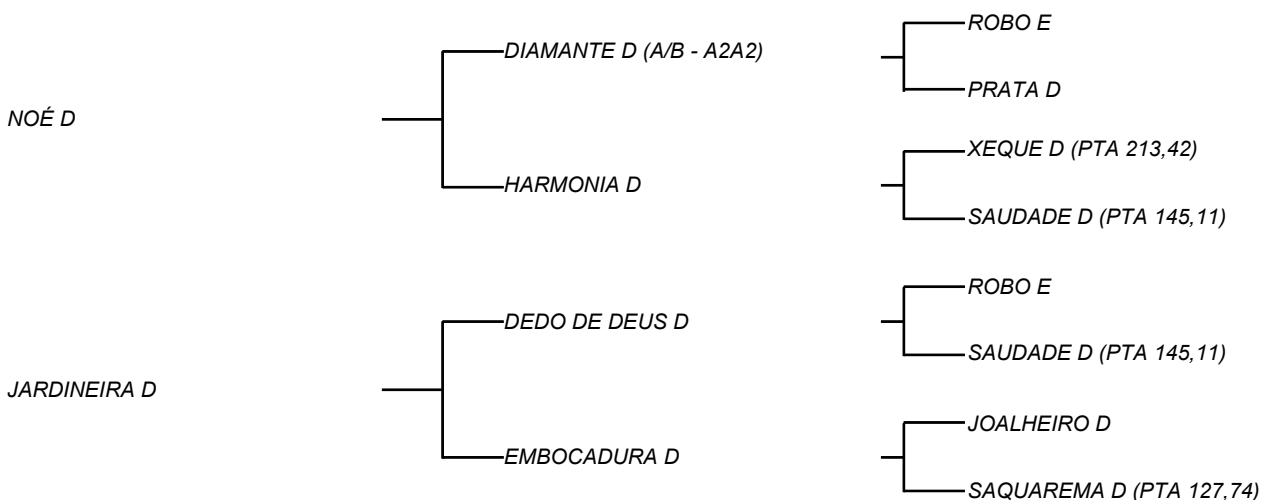 ROBO E
DIAMANTE D (A/B - A2A2)
PRATA D
NOÉ D
XEQUE D (PTA 213,42)
HARMONIA D
SAUDADE D (PTA 145,11)
ROBO E
DEDO DE DEUS D
SAUDADE D (PTA 145,11)
JARDINEIRA D
JOALHEIRO D
EMBOCADURA D
SAQUAREMA D (PTA 127,74)